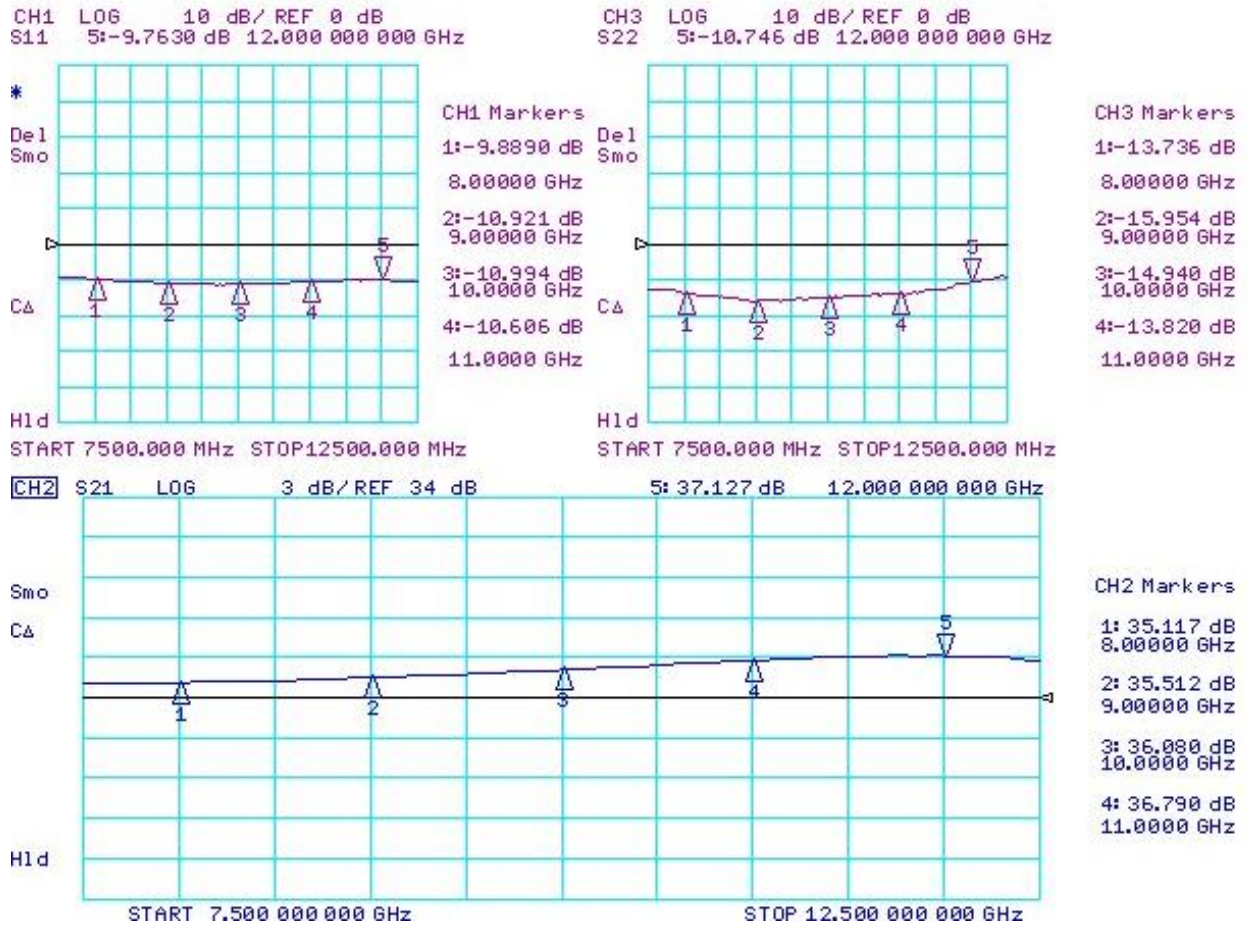 CH1 LOG 10 dB/ REF 0 dB
S11 5:-9.7630 dB 12.000 000 000 GHz
*
Del
Smo
CΔ
Hld
5
1
2
3
4
CH1 Markers
1:-9.8890 dB
8.00000 GHz
2:-10.921 dB
9.00000 GHz
3:-10.994 dB
10.0000 GHz
4:-10.606 dB
11.0000 GHz
START 7500.000 MHz STOP12500.000 MHz
CH3 LOG 10 dB/ REF 0 dB
S22 5:-10.746 dB 12.000 000 000 GHz
Del
Smo
CΔ
Hld
5
1
2
3
4
CH3 Markers
1:-13.736 dB
8.00000 GHz
2:-15.954 dB
9.00000 GHz
3:-14.940 dB
10.0000 GHz
4:-13.820 dB
11.0000 GHz
START 7500.000 MHz STOP12500.000 MHz
CH2 S21 LOG 3 dB/ REF 34 dB 5: 37.127 dB 12.000 000 000 GHz
Smo
CΔ
Hld
5
1
2
3
4
CH2 Markers
1: 35.117 dB
8.00000 GHz
2: 35.512 dB
9.00000 GHz
3: 36.080 dB
10.0000 GHz
4: 36.790 dB
11.0000 GHz
START 7.500 000 000 GHz STOP 12.500 000 000 GHz